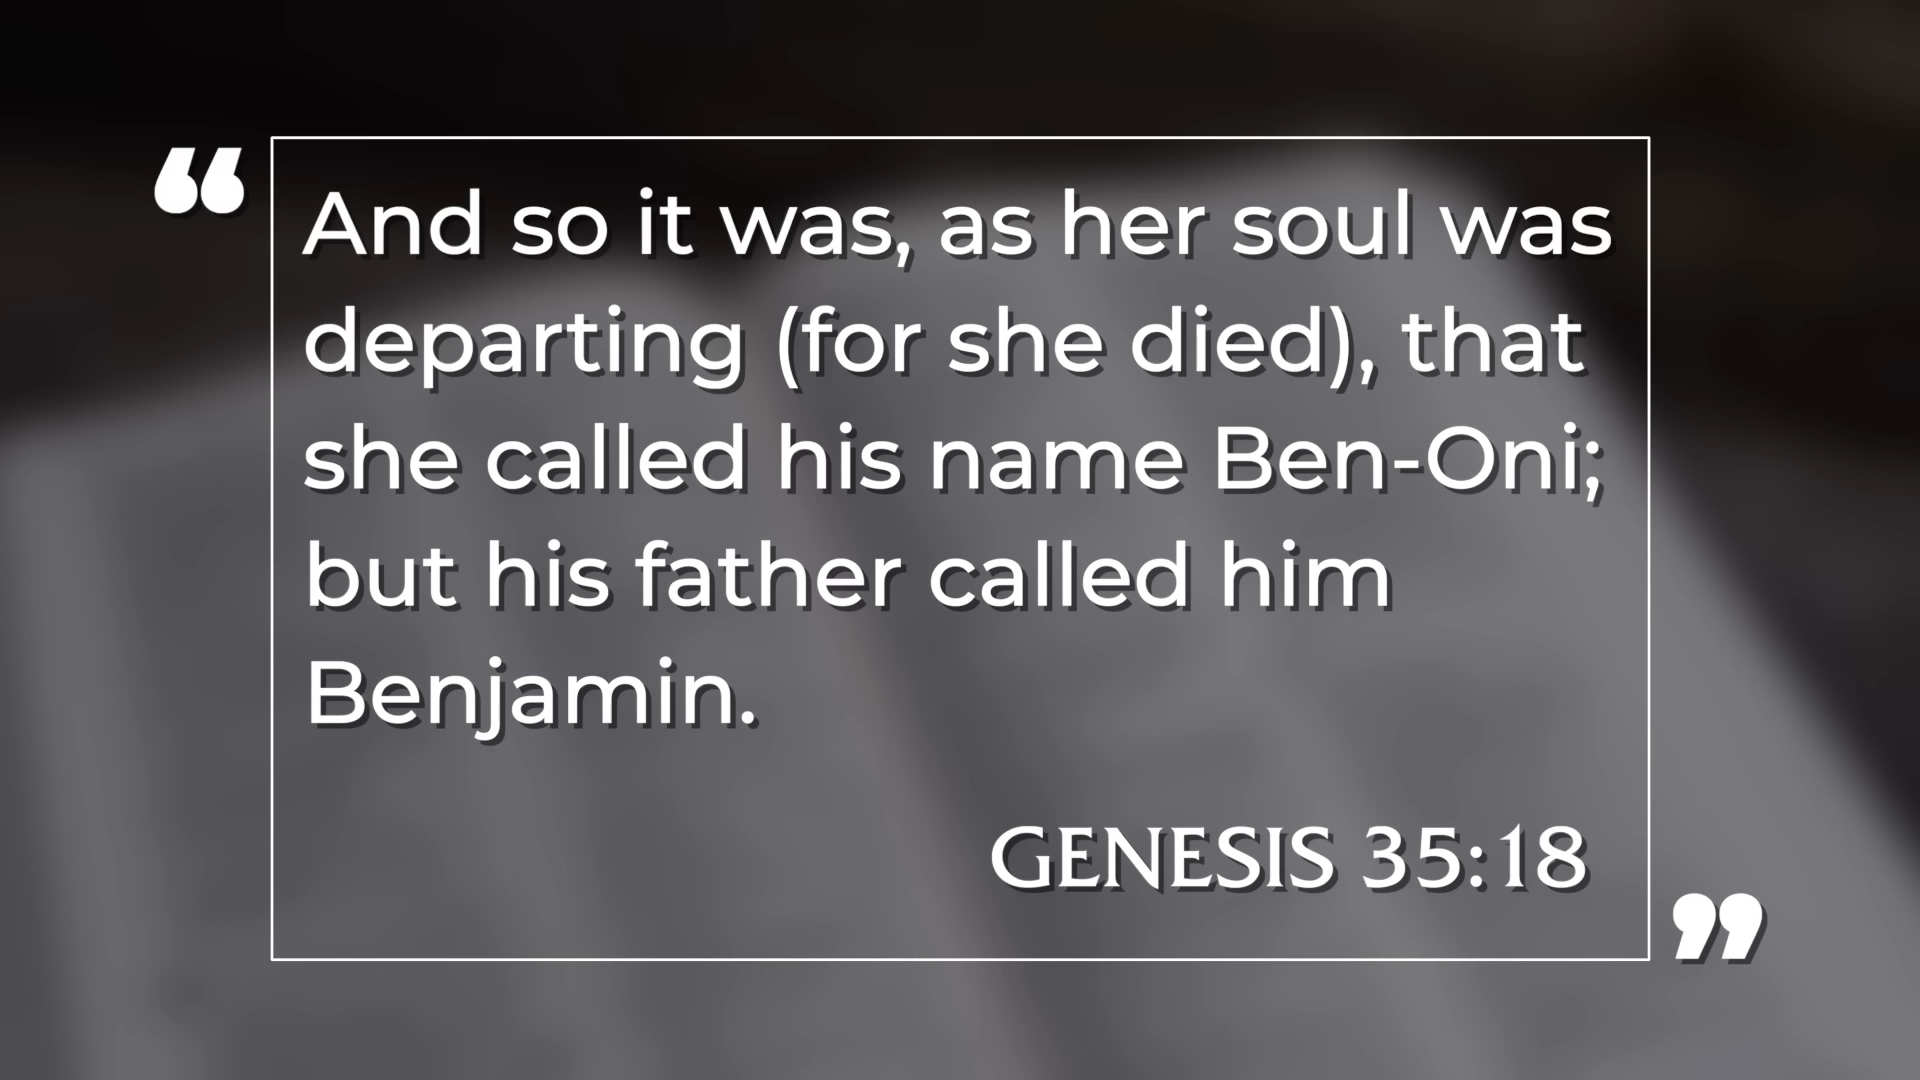 “
And so it was, as her soul was
departing (for she died), that
she called his name Ben-Oni;
but his father called him
Benjamin.
GENESIS 35:18
”